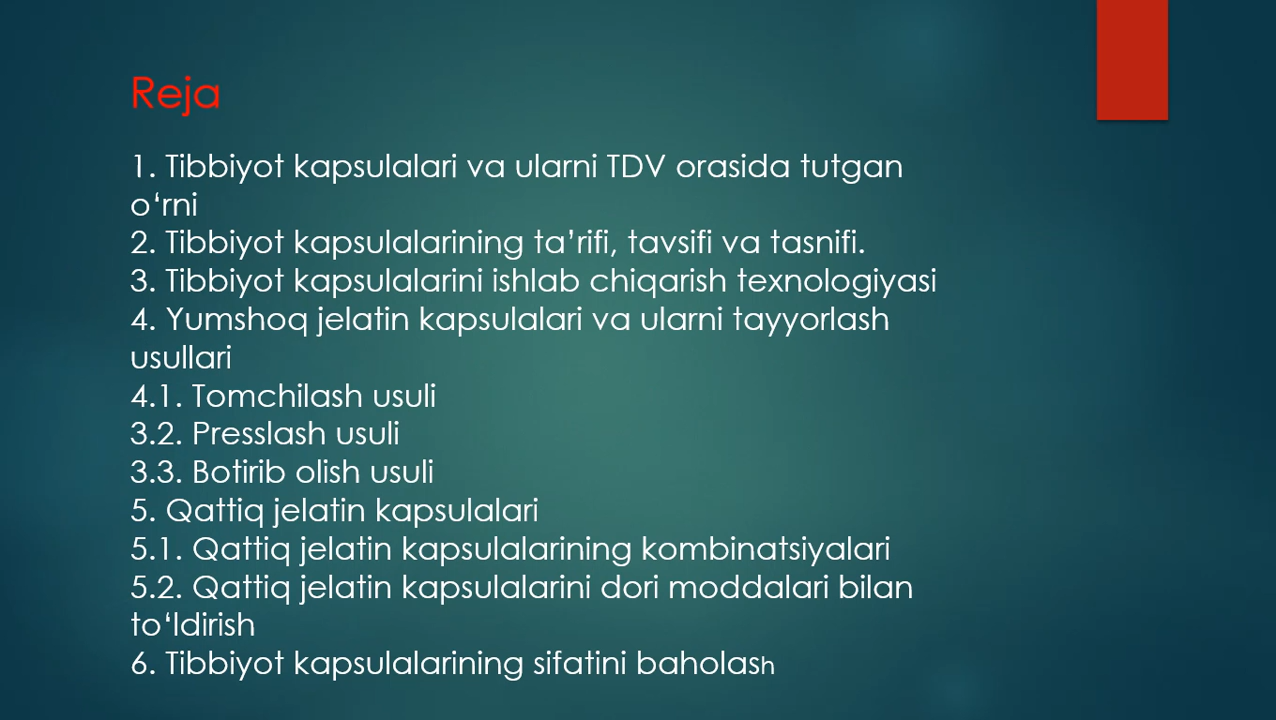 Reja
1. Tibbiyot kapsulalari va ularni TDV orasida tutgan
o‘rni
2. Tibbiyot kapsulalarining ta’rifi, tavsifi va tasnifi.
3. Tibbiyot kapsulalarini ishlab chiqarish texnologiyasi
4. Yumshoq jelatin kapsulalari va ularni tayyorlash
usullari
4.1. Tomchilash usuli
3.2. Presslash usuli
3.3. Botirib olish usuli
5. Qattiq jelatin kapsulalari
5.1. Qattiq jelatin kapsulalarining kombinatsiyalari
5.2. Qattiq jelatin kapsulalarini dori moddalari bilan
to‘ldirish
6. Tibbiyot kapsulalarining sifatini baholash